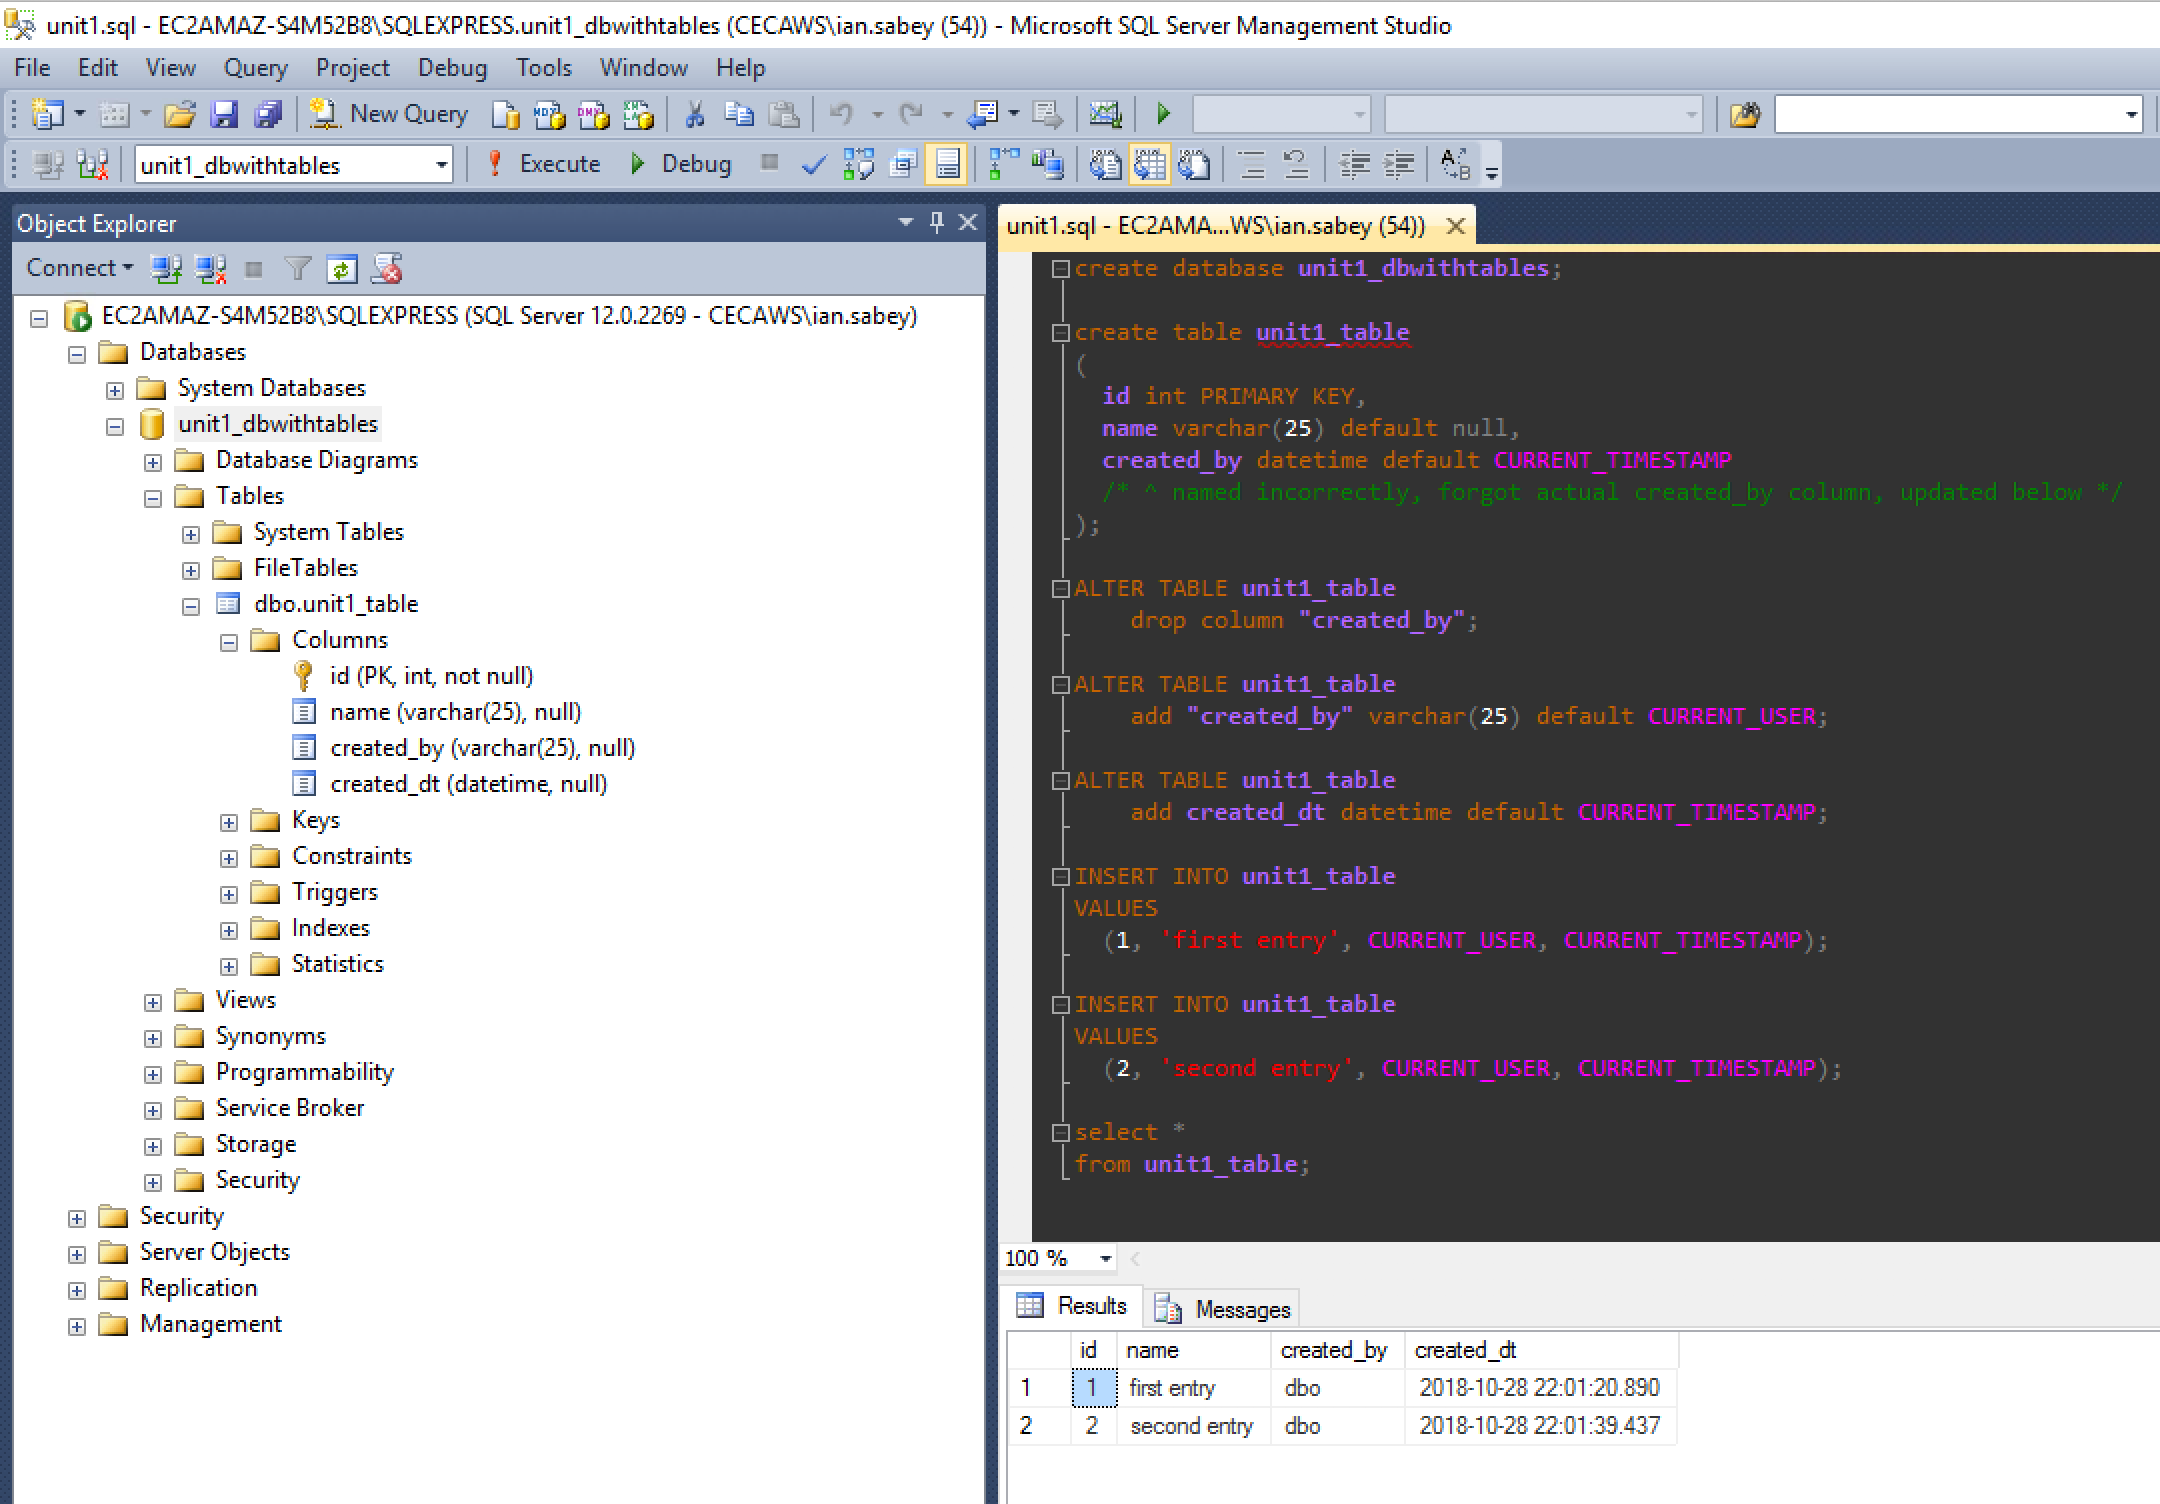 unit1.sql - EC2AMAZ-S4M52B8\SQLEXPRESS.unit1_dbwithtables (CECAWS\ian.sabey (54)) - Microsoft SQL Server Management Studio
File Edit View Query Project Debug Tools Window Help
New Query
unit1_dbwithtables Execute Debug
Object Explorer
Connect
EC2AMAZ-S4M52B8\SQLEXPRESS (SQL Server 12.0.2269 - CECAWS\ian.sabey)
Databases
System Databases
unit1_dbwithtables
Database Diagrams
Tables
System Tables
FileTables
dbo.unit1_table
Columns
id (PK, int, not null)
name (varchar(25), null)
created_by (varchar(25), null)
created_dt (datetime, null)
Keys
Constraints
Triggers
Indexes
Statistics
Views
Synonyms
Programmability
Service Broker
Storage
Security
Security
Server Objects
Replication
Management
unit1.sql - EC2AMA...WS\ian.sabey (54))
create database unit1_dbwithtables;
create table unit1_table
(
id int PRIMARY KEY,
name varchar(25) default null,
created_by datetime default CURRENT_TIMESTAMP
/* ^ named incorrectly, forgot actual created_by column, updated below */
);
ALTER TABLE unit1_table
drop column "created_by";
ALTER TABLE unit1_table
add "created_by" varchar(25) default CURRENT_USER;
ALTER TABLE unit1_table
add created_dt datetime default CURRENT_TIMESTAMP;
INSERT INTO unit1_table
VALUES
(1, 'first entry', CURRENT_USER, CURRENT_TIMESTAMP);
INSERT INTO unit1_table
VALUES
(2, 'second entry', CURRENT_USER, CURRENT_TIMESTAMP);
select *
from unit1_table;
100 %
Results Messages
id name created_by created_dt
1 1 first entry dbo 2018-10-28 22:01:20.890
2 2 second entry dbo 2018-10-28 22:01:39.437